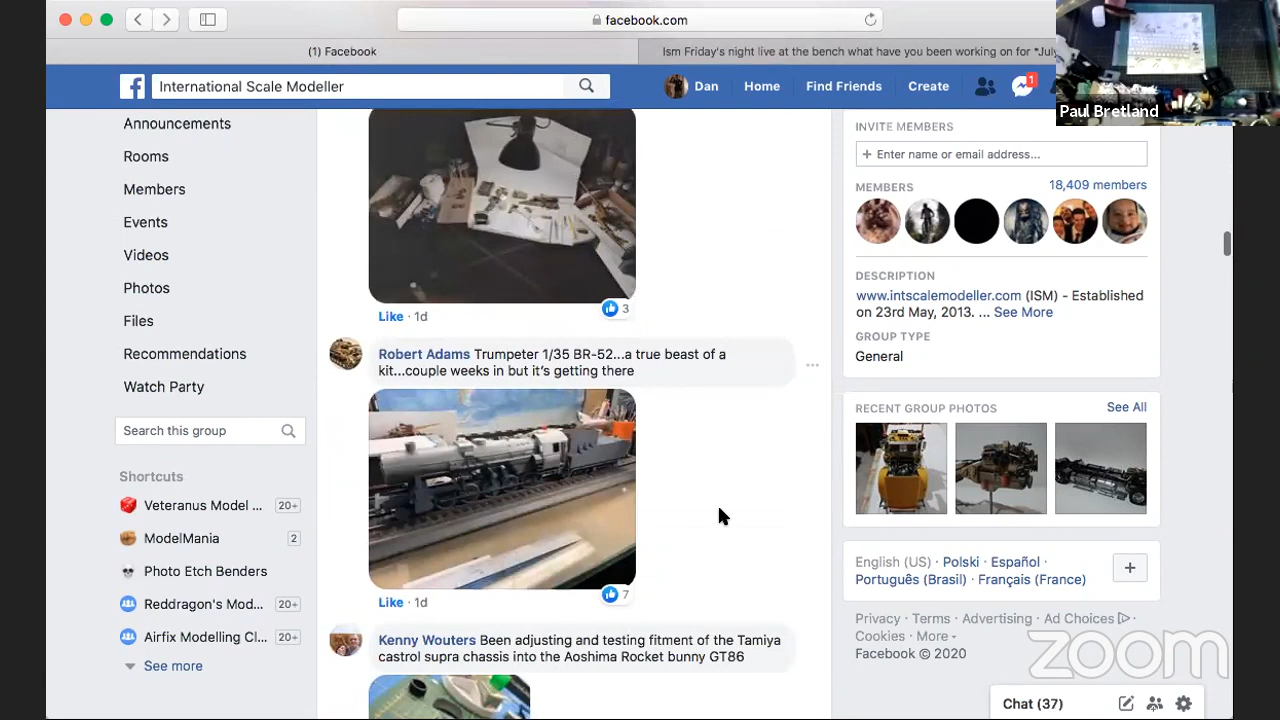 facebook.com
(1) Facebook
Ism Friday's night live at the bench what have you been working on for *July
Paul Bretland
International Scale Modeller
Dan
Home
Find Friends
Create
1
Announcements
Rooms
Members
Events
Videos
Photos
Files
Recommendations
Watch Party
Search this group
Shortcuts
Veteranus Model ...
20+
ModelMania
2
Photo Etch Benders
Reddragon's Mod...
20+
Airfix Modelling Cl...
20+
See more
Like · 1d
3
Robert Adams Trumpeter 1/35 BR-52...a true beast of a
kit...couple weeks in but it's getting there
Like · 1d
7
Kenny Wouters Been adjusting and testing fitment of the Tamiya
castrol supra chassis into the Aoshima Rocket bunny GT86
INVITE MEMBERS
+ Enter name or email address...
MEMBERS
18,409 members
DESCRIPTION
www.intscalemodeller.com (ISM) - Established
on 23rd May, 2013. ... See More
GROUP TYPE
General
RECENT GROUP PHOTOS
See All
English (US) · Polski · Español ·
Português (Brasil) · Français (France)
Privacy · Terms · Advertising · Ad Choices ·
Cookies · More
Facebook © 2020
zoom
Chat (37)